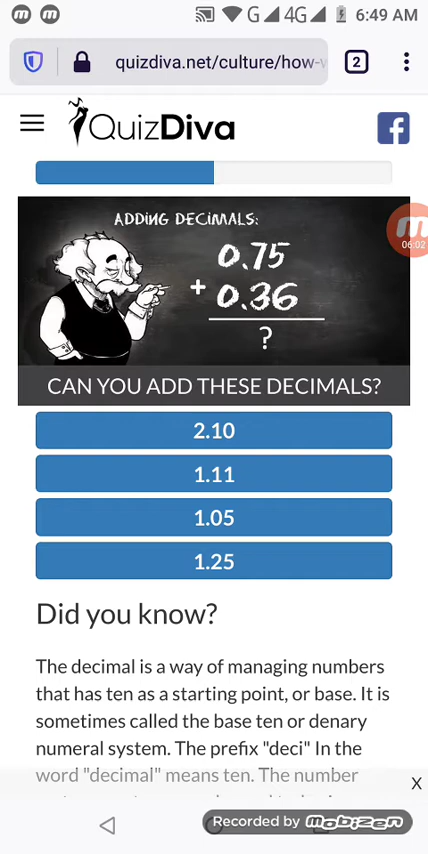 G 4G 6:49 AM
quizdiva.net/culture/how-v 2
QuizDiva
ADDING DECIMALS:
0.75
+ 0.36
?
06:02
CAN YOU ADD THESE DECIMALS?
2.10
1.11
1.05
1.25
Did you know?
The decimal is a way of managing numbers
that has ten as a starting point, or base. It is
sometimes called the base ten or denary
numeral system. The prefix "deci" In the
word "decimal" means ten. The number
X
Recorded by mobizen